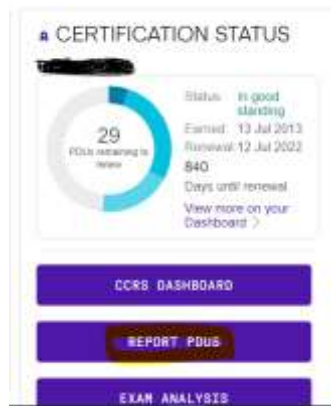 CERTIFICATION STATUS
29
PDUs remaining to
renew
Status In good
standing
Earned 13 Jul 2013
Renewal 12 Jul 2022
840
Days until renewal
View more on your
Dashboard >
CCRS DASHBOARD
REPORT PDUS
EXAM ANALYSIS